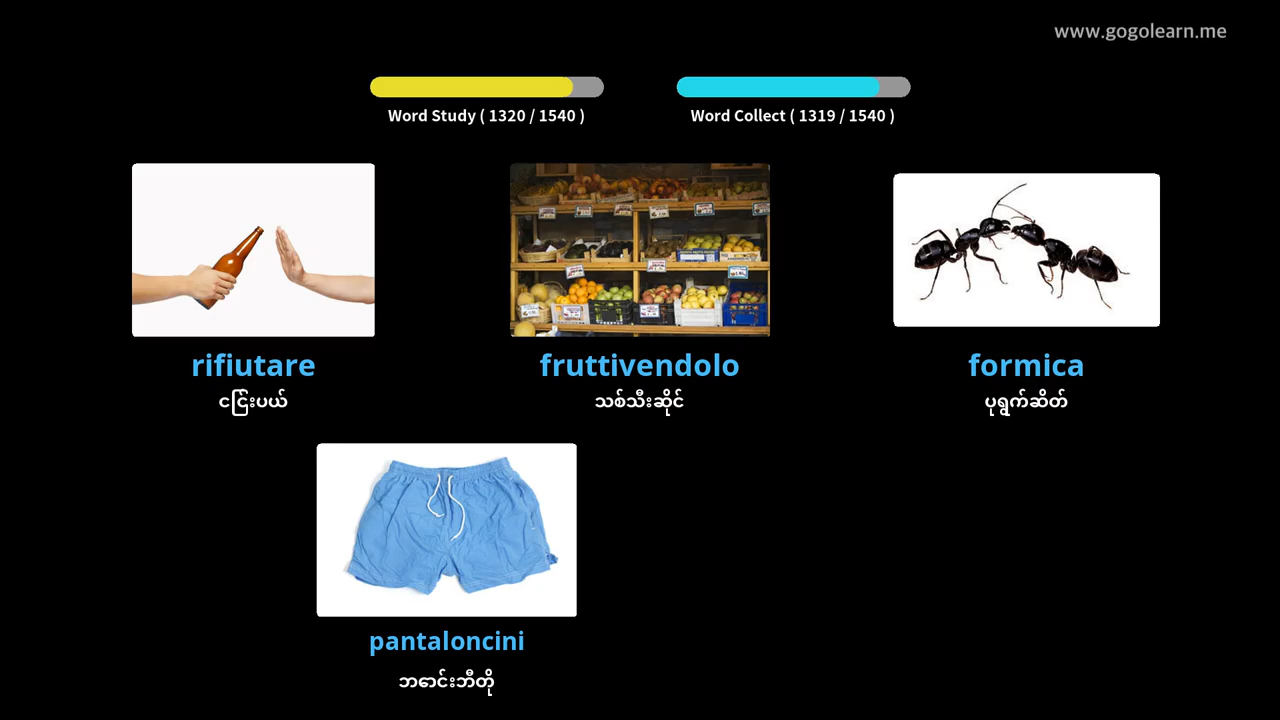 www.gogolearn.me
Word Study ( 1320 / 1540 )
Word Collect ( 1319 / 1540 )
rifiutare
fruttivendolo
formica
ငငြ်းပယ်
သစ်သီးဆိုင်
ပုရွက်ဆိတ်
pantaloncini
ဘောင်းဘီတို